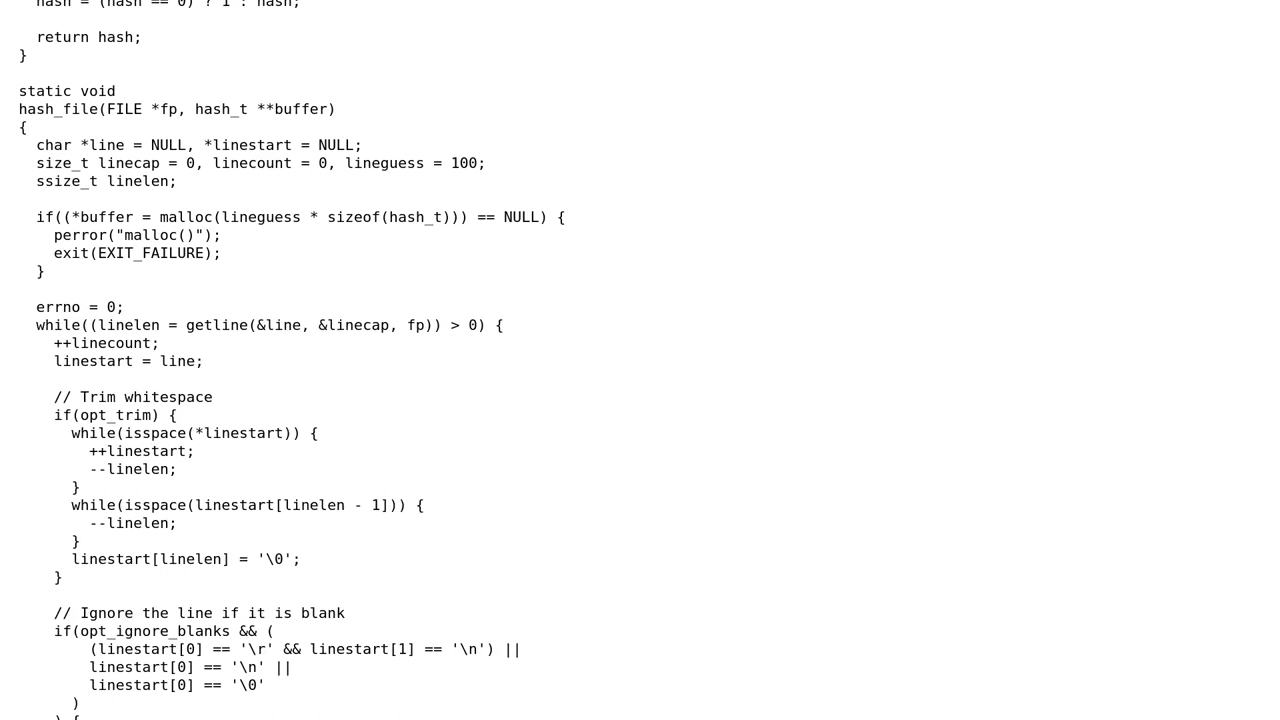 hash = (hash == 0) ? 1 : hash;

  return hash;
}

static void
hash_file(FILE *fp, hash_t **buffer)
{
  char *line = NULL, *linestart = NULL;
  size_t linecap = 0, linecount = 0, lineguess = 100;
  ssize_t linelen;

  if((*buffer = malloc(lineguess * sizeof(hash_t))) == NULL) {
    perror("malloc()");
    exit(EXIT_FAILURE);
  }

  errno = 0;
  while((linelen = getline(&line, &linecap, fp)) > 0) {
    ++linecount;
    linestart = line;

    // Trim whitespace
    if(opt_trim) {
      while(isspace(*linestart)) {
        ++linestart;
        --linelen;
      }
      while(isspace(linestart[linelen - 1])) {
        --linelen;
      }
      linestart[linelen] = '\0';
    }

    // Ignore the line if it is blank
    if(opt_ignore_blanks && (
        (linestart[0] == '\r' && linestart[1] == '\n') ||
        linestart[0] == '\n' ||
        linestart[0] == '\0'
      )
    ) {